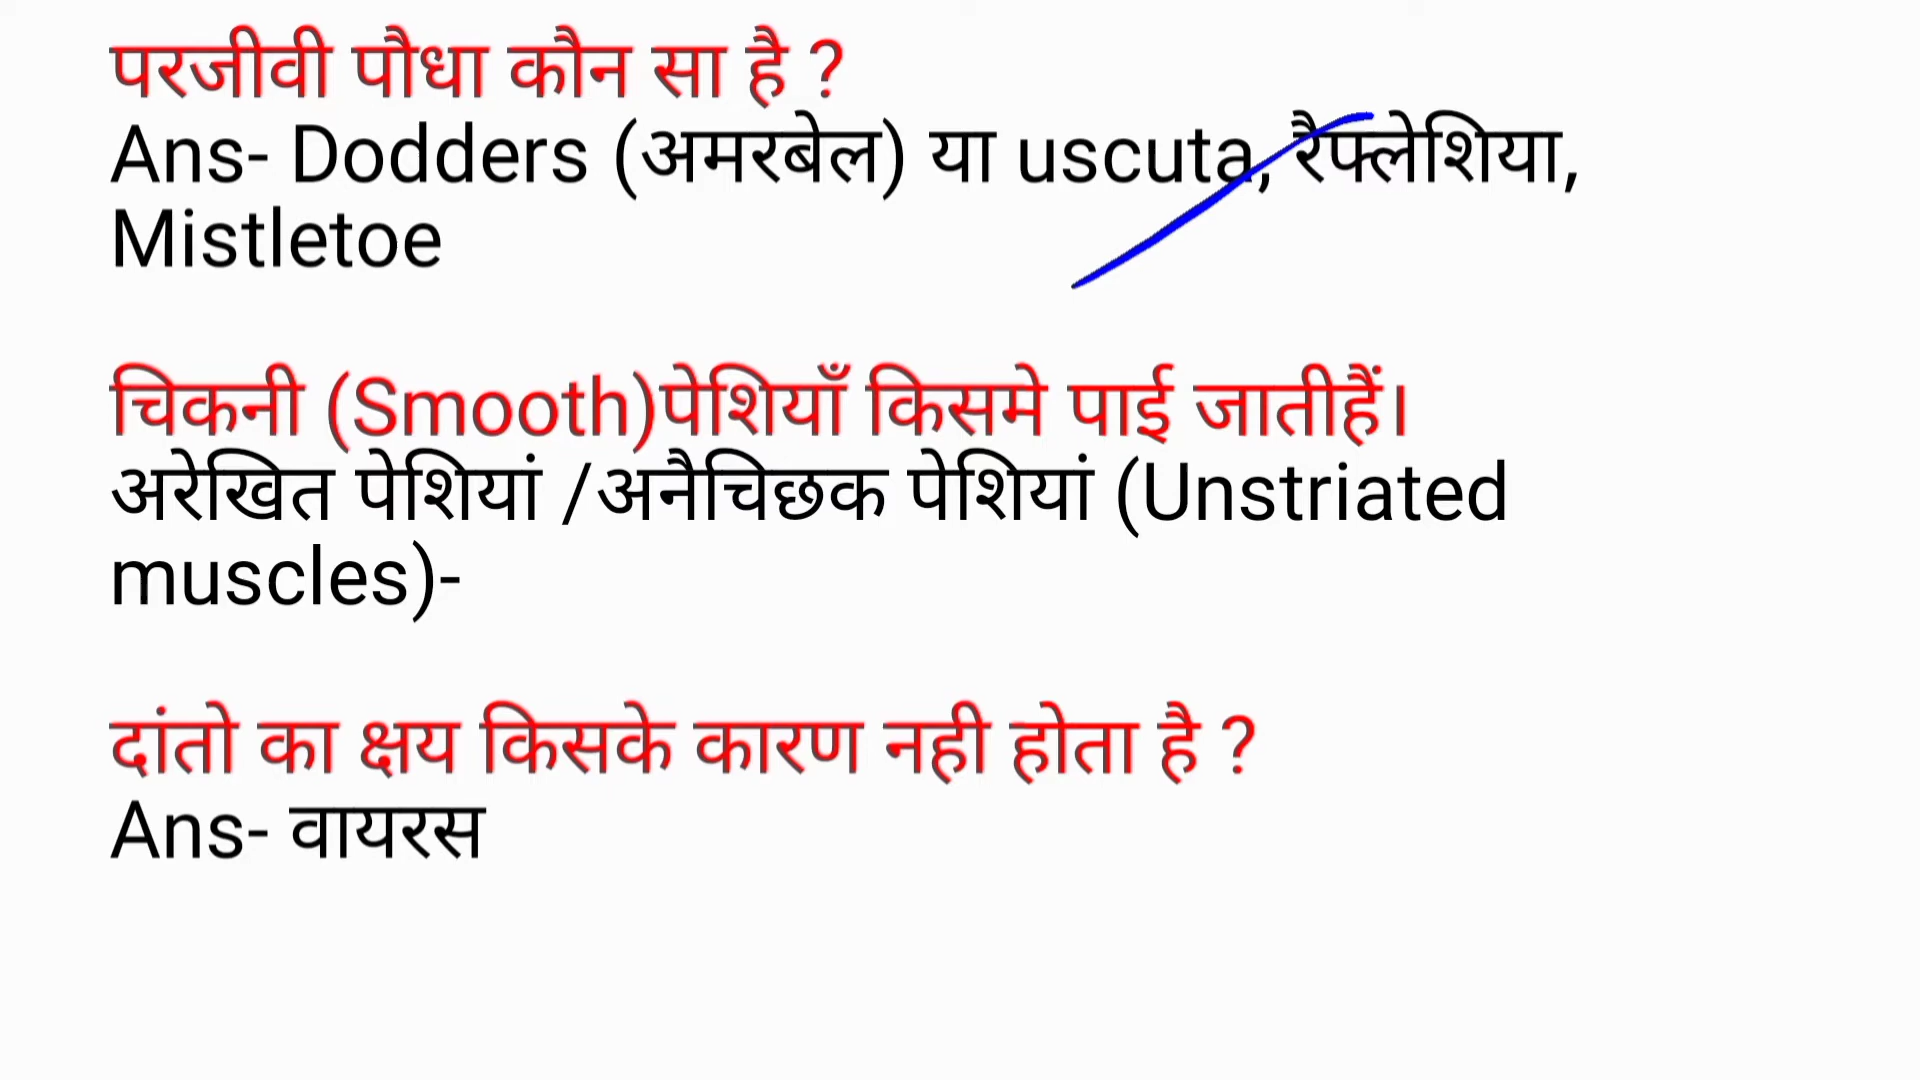 परजीवी पौधा कौन सा है ?
Ans- Dodders (अमरबेल) या uscuta, रैफ्लेशिया,
Mistletoe
चिकनी (Smooth)पेशियाँ किसमे पाई जातीहैं।
अरेखित पेशियां /अनैचिछक पेशियां (Unstriated
muscles)-
दांतो का क्षय किसके कारण नही होता है ?
Ans- वायरस